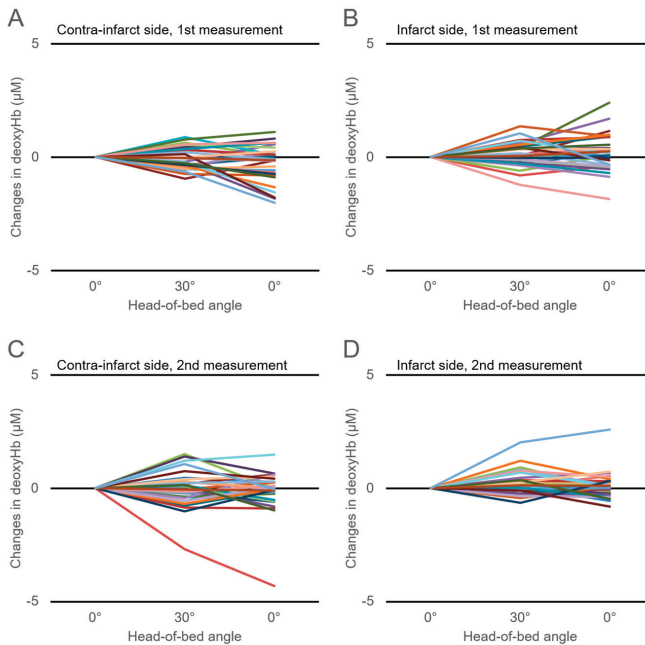 A
Contra-infarct side, 1st measurement
5
0
-5
Changes in deoxyHb (μM)
0° 30° 0°
Head-of-bed angle
B
Infarct side, 1st measurement
5
0
-5
Changes in deoxyHb (μM)
0° 30° 0°
Head-of-bed angle
C
Contra-infarct side, 2nd measurement
5
0
-5
Changes in deoxyHb (μM)
0° 30° 0°
Head-of-bed angle
D
Infarct side, 2nd measurement
5
0
-5
Changes in deoxyHb (μM)
0° 30° 0°
Head-of-bed angle